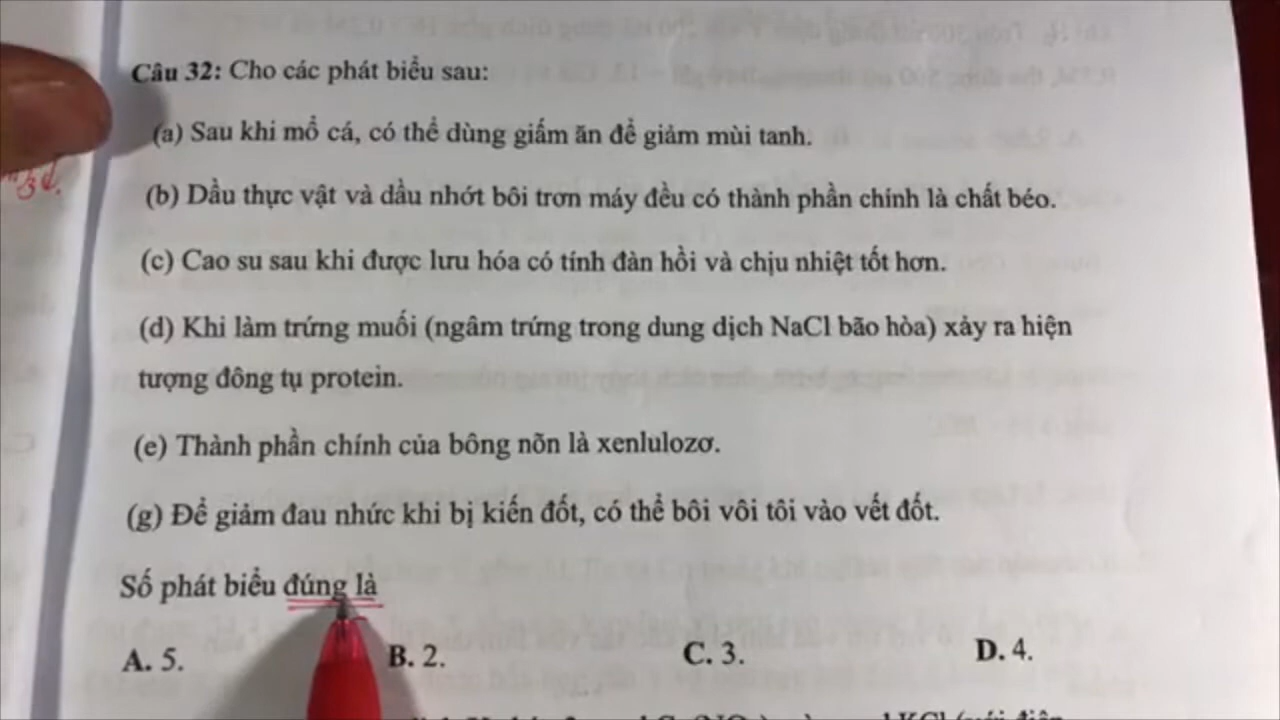 Câu 32: Cho các phát biểu sau:
(a) Sau khi mổ cá, có thể dùng giấm ăn để giảm mùi tanh.
(b) Dầu thực vật và dầu nhớt bôi trơn máy đều có thành phần chính là chất béo.
(c) Cao su sau khi được lưu hóa có tính đàn hồi và chịu nhiệt tốt hơn.
(d) Khi làm trứng muối (ngâm trứng trong dung dịch NaCl bão hòa) xảy ra hiện
tượng đông tụ protein.
(e) Thành phần chính của bông nõn là xenlulozơ.
(g) Để giảm đau nhức khi bị kiến đốt, có thể bôi vôi tôi vào vết đốt.
Số phát biểu đúng là
A. 5. B. 2. C. 3. D. 4.